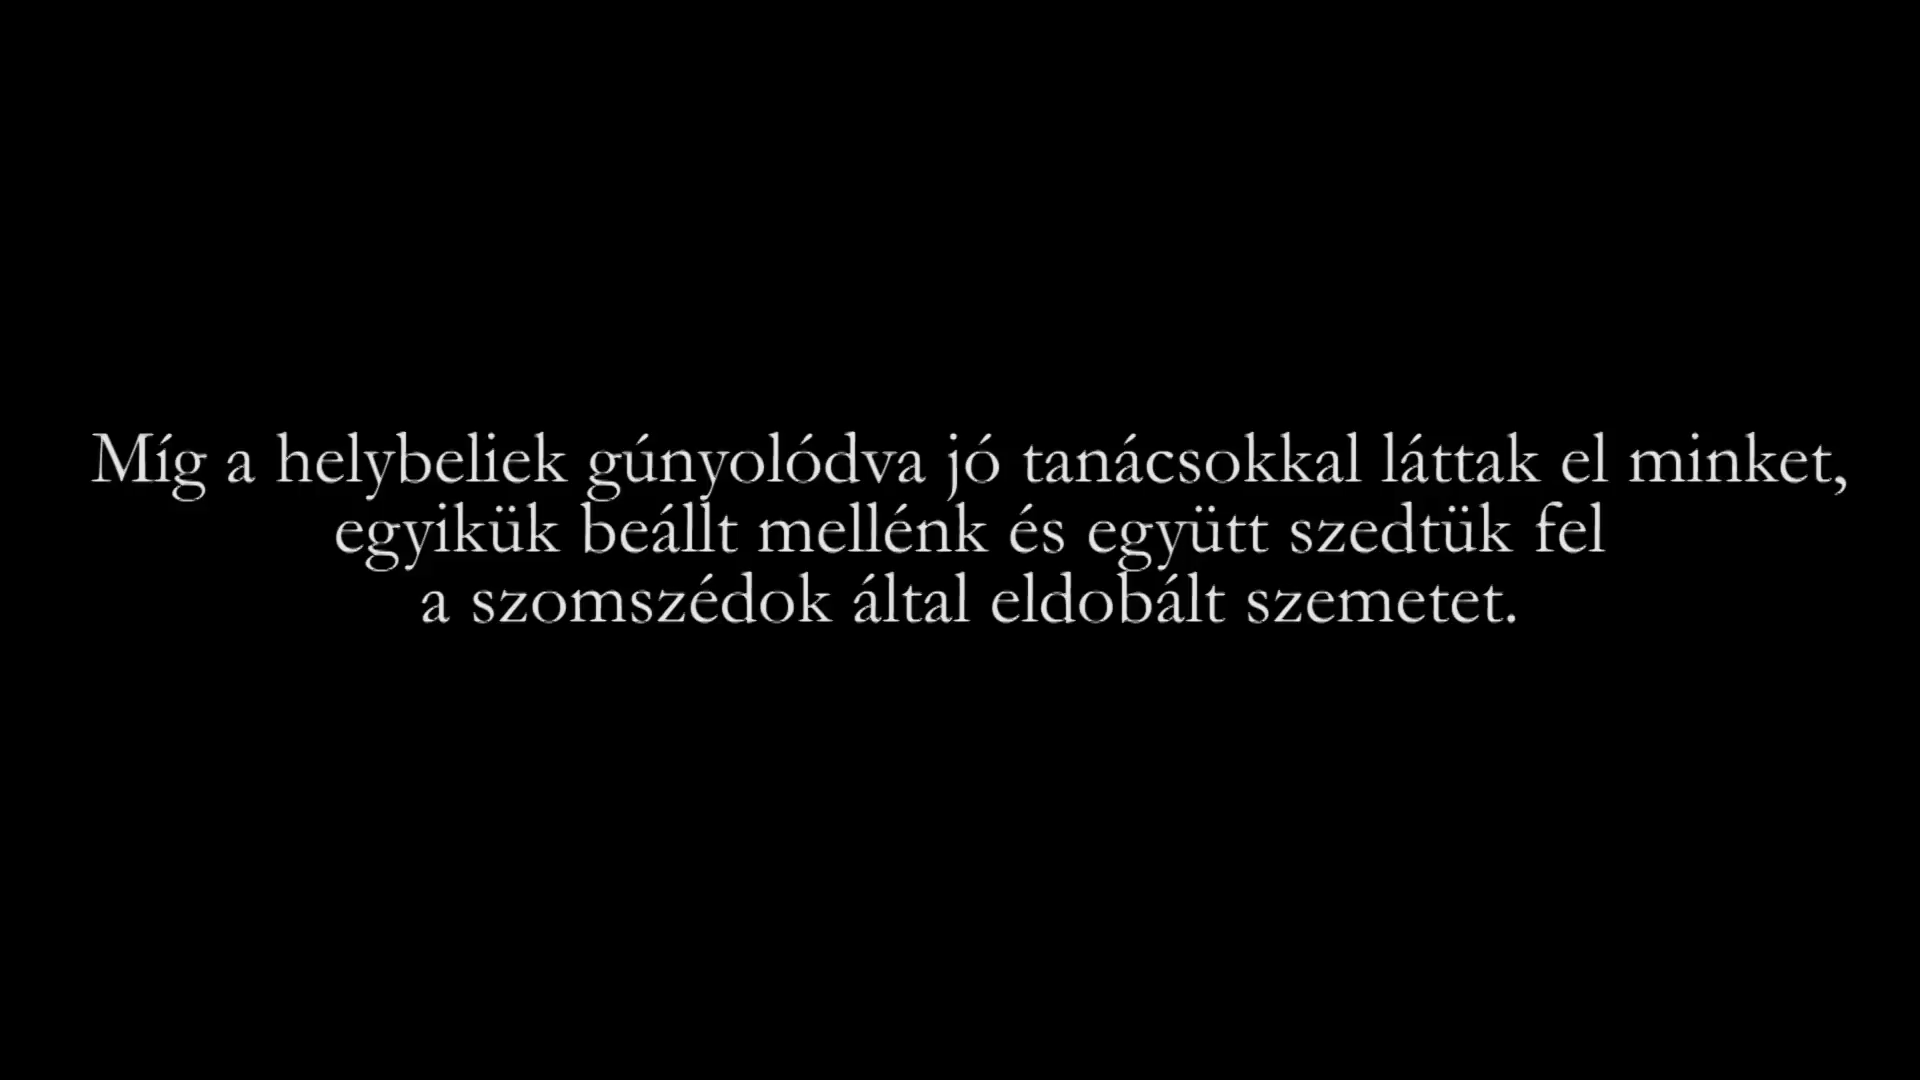 Míg a helybeliek gúnyolódva jó tanácsokkal láttak el minket,
egyikük beállt mellénk és együtt szedtük fel
a szomszédok által eldobált szemetet.